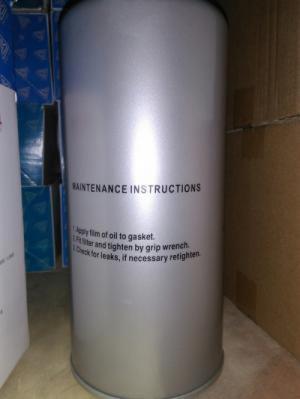 MAINTENANCE INSTRUCTIONS
1. Apply film of oil to gasket.
2. Fit filter and tighten by grip wrench.
3. Check for leaks, if necessary retighten.